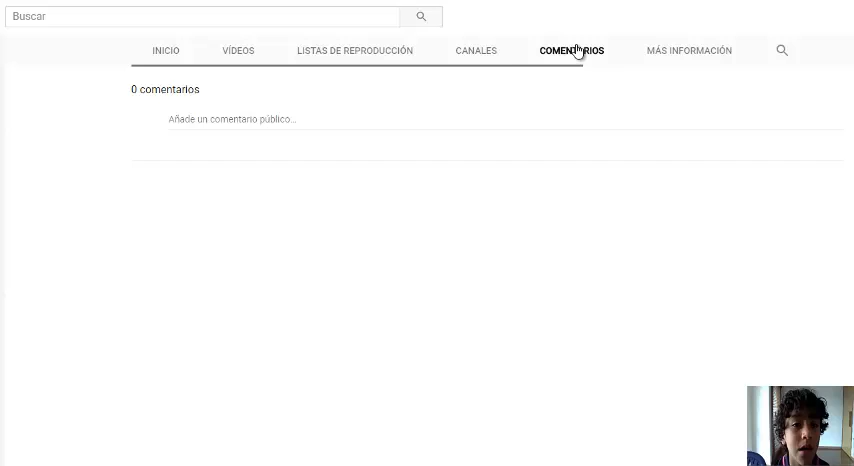 Buscar
INICIO VÍDEOS LISTAS DE REPRODUCCIÓN CANALES COMENTARIOS MÁS INFORMACIÓN
0 comentarios
Añade un comentario público...